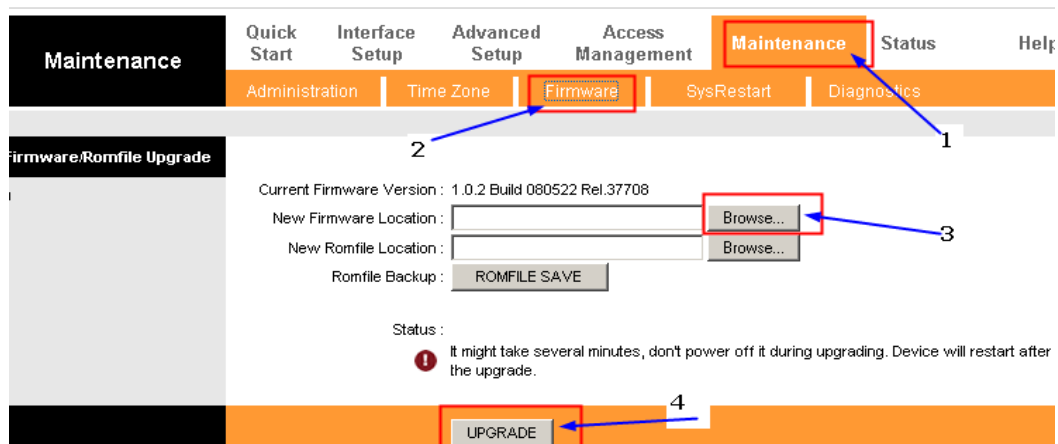 Maintenance
Quick Start
Interface Setup
Advanced Setup
Access Management
Maintenance
Status
Help
Administration
Time Zone
Firmware
SysRestart
Diagnostics
1
2
Firmware/Romfile Upgrade
Current Firmware Version : 1.0.2 Build 080522 Rel.37708
New Firmware Location : Browse...
3
New Romfile Location : Browse...
Romfile Backup : ROMFILE SAVE
Status :
It might take several minutes, don't power off it during upgrading. Device will restart after
the upgrade.
4
UPGRADE